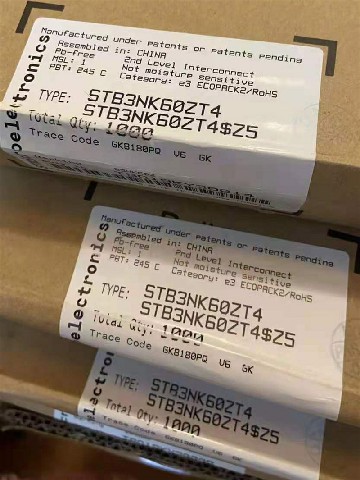 oelectronics
Manufactured under patents or patents pending
Assembled in: CHINA
Pb-free 2nd Level Interconnect
MSL: 1 Not moisture sensitive
PBT: 245 C Category: e3 ECOPACK2/RoHS
TYPE: STB3NK60ZT4
STB3NK60ZT4$Z5
Total Qty: 1000
Trace Code GK8180PQ V6 GK
electronics
Manufactured under patents or patents pending
Assembled in: CHINA
Pb-free 2nd Level Interconnect
MSL: 1 Not moisture sensitive
PBT: 245 C Category: e3 ECOPACK2/RoHS
TYPE: STB3NK60ZT4
STB3NK60ZT4$Z5
Total Qty: 1000
Trace Code GK8180PQ V6 GK
electron
TYPE: STB3NK60ZT4
STB3NK60ZT4$Z5
Total Qty: 1000